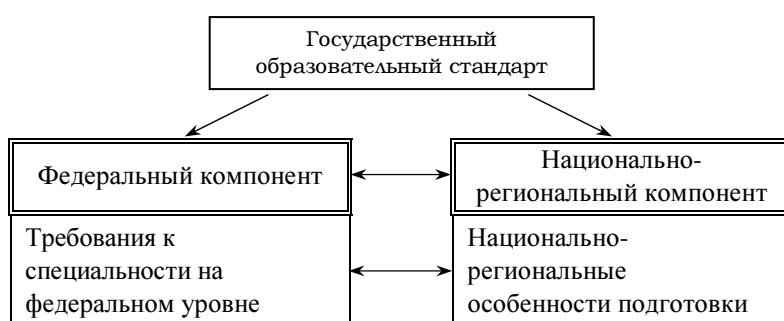 Государственный
образовательный стандарт
Федеральный компонент
Национально-
региональный компонент
Требования к
специальности на
федеральном уровне
Национально-
региональные
особенности подготовки